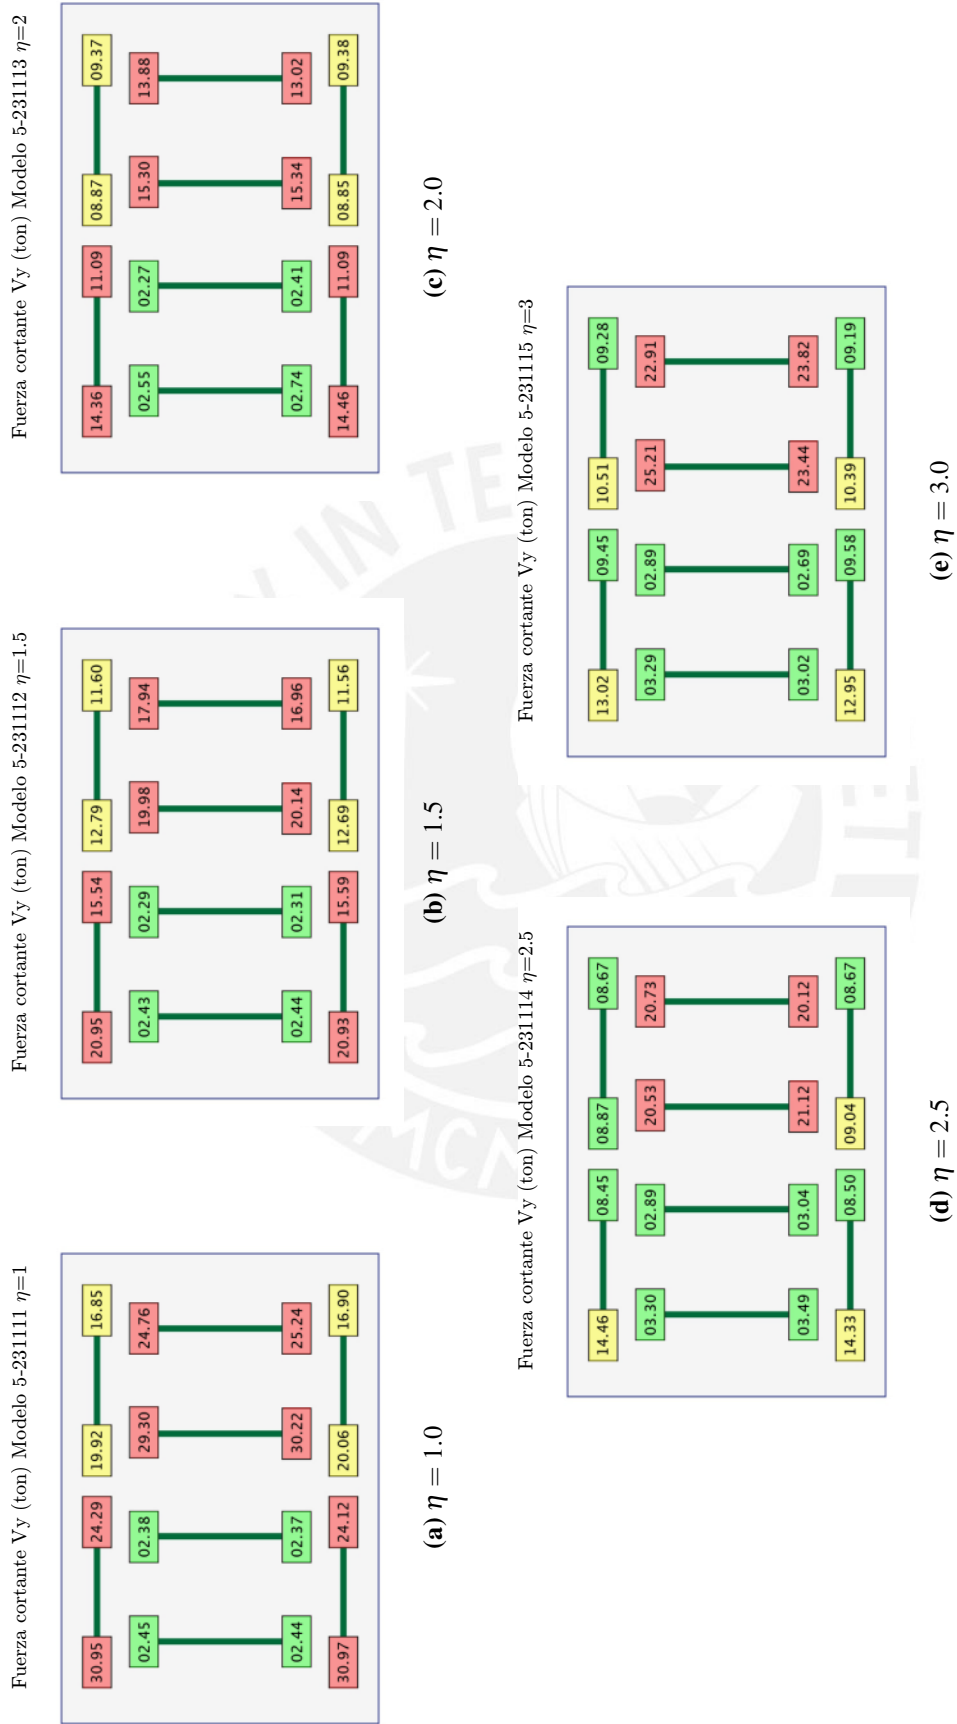 Fuerza cortante Vy (ton) Modelo 5-231111 η=1
30.95 24.29 19.92 16.85
02.45 02.38 29.30 24.76
02.44 02.37 30.22 25.24
30.97 24.12 20.06 16.90
(a) η = 1.0
Fuerza cortante Vy (ton) Modelo 5-231112 η=1.5
20.95 15.54 12.79 11.60
02.43 02.29 19.98 17.94
02.44 02.31 20.14 16.96
20.93 15.59 12.69 11.56
(b) η = 1.5
Fuerza cortante Vy (ton) Modelo 5-231113 η=2
14.36 11.09 08.87 09.37
02.55 02.27 15.30 13.88
02.74 02.41 15.34 13.02
14.46 11.09 08.85 09.38
(c) η = 2.0
Fuerza cortante Vy (ton) Modelo 5-231114 η=2.5
14.46 08.45 08.87 08.67
03.30 02.89 20.53 20.73
03.49 03.04 21.12 20.12
14.33 08.50 09.04 08.67
(d) η = 2.5
Fuerza cortante Vy (ton) Modelo 5-231115 η=3
13.02 09.45 10.51 09.28
03.29 02.89 25.21 22.91
03.02 02.69 23.44 23.82
12.95 09.58 10.39 09.19
(e) η = 3.0
IN TE